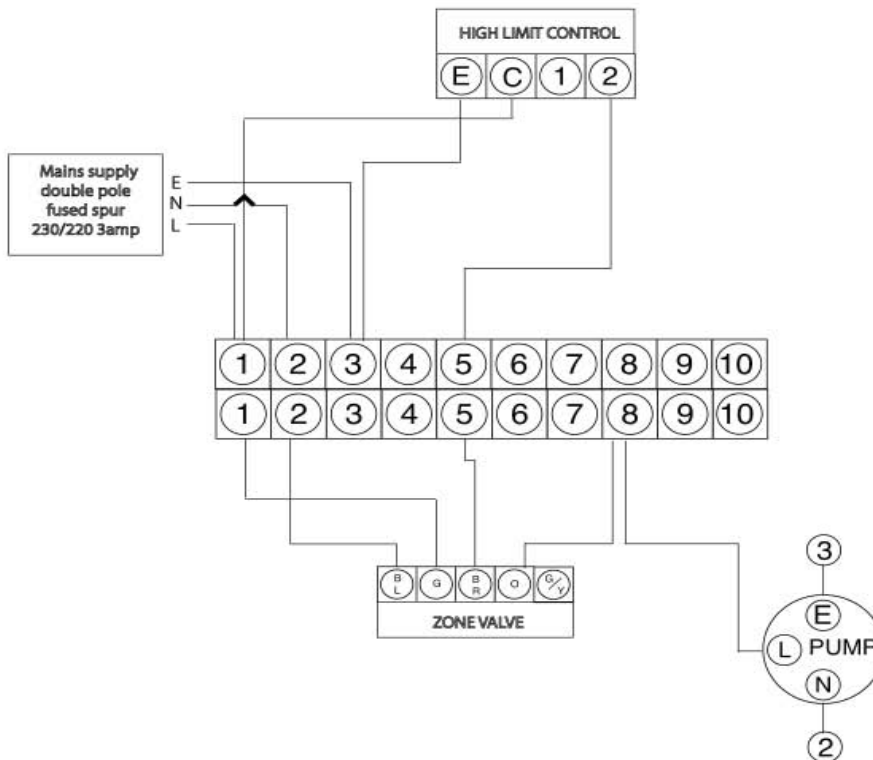 HIGH LIMIT CONTROL
E C 1 2
Mains supply
double pole
fused spur
230/220 3amp
E
N
L
1 2 3 4 5 6 7 8 9 10
1 2 3 4 5 6 7 8 9 10
B L G B R O G/Y
ZONE VALVE
3
E
L PUMP
N
2